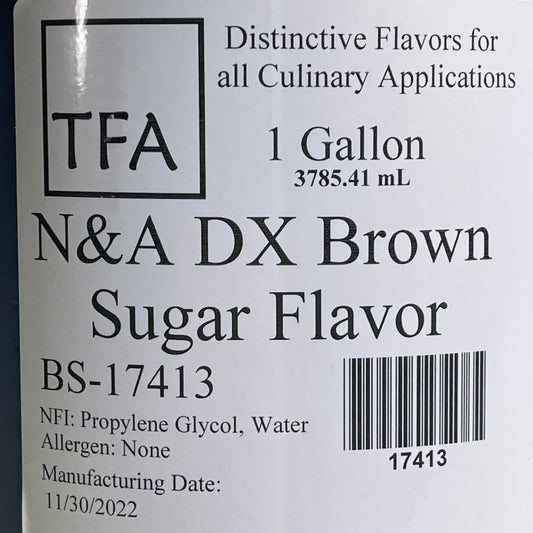 TFA
Distinctive Flavors for
all Culinary Applications
1 Gallon
3785.41 mL
N&A DX Brown
Sugar Flavor
BS-17413
NFI: Propylene Glycol, Water
Allergen: None
Manufacturing Date:
11/30/2022
17413